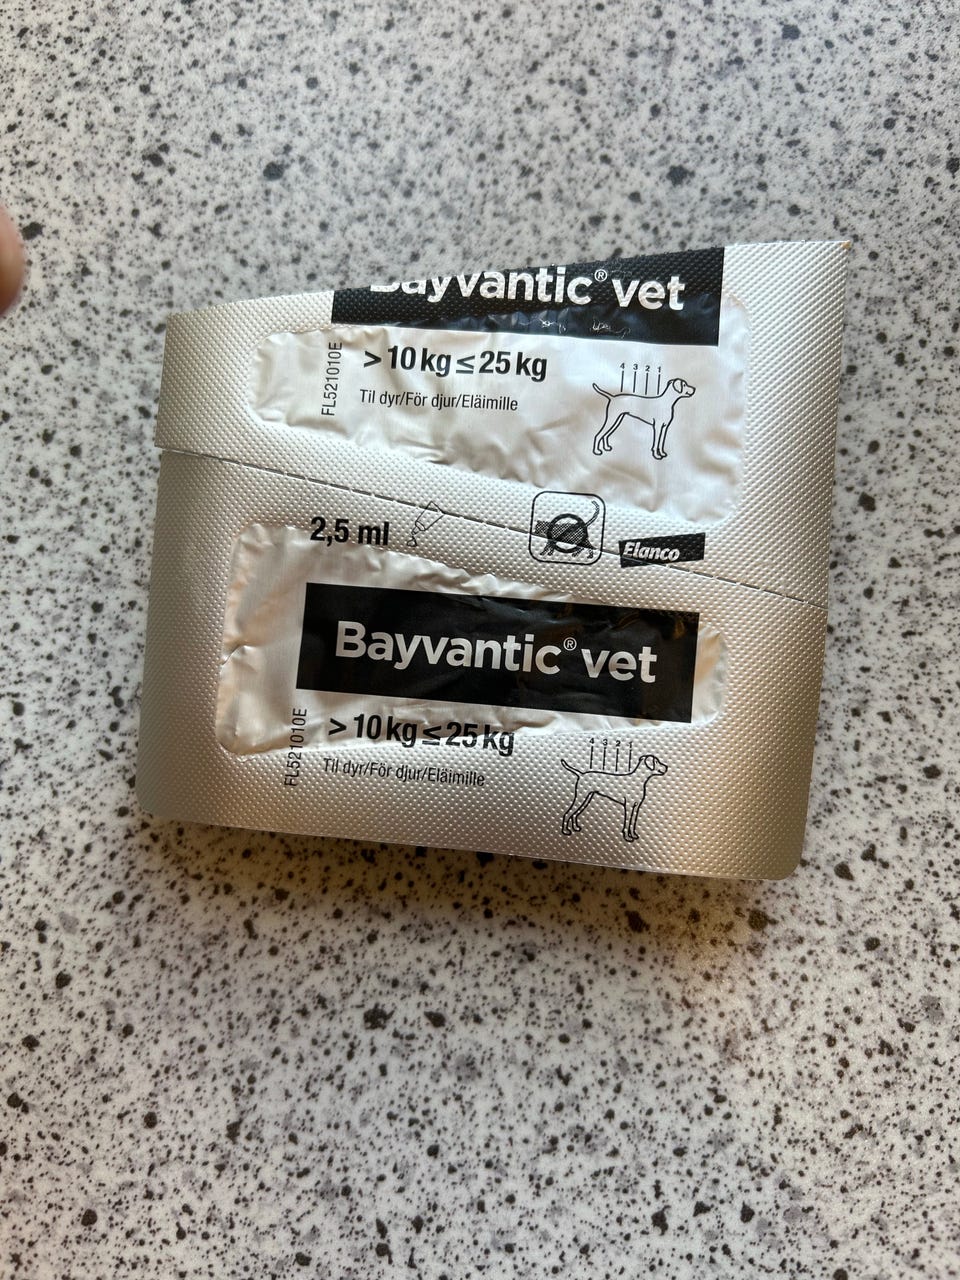 Bayvantic® vet
> 10 kg ≤ 25 kg
Til dyr/För djur/Eläimille
FL521010E
4 3 2 1
2,5 ml
Elanco
Bayvantic® vet
> 10 kg ≤ 25 kg
Til dyr/För djur/Eläimille
FL521010E
4 3 2 1